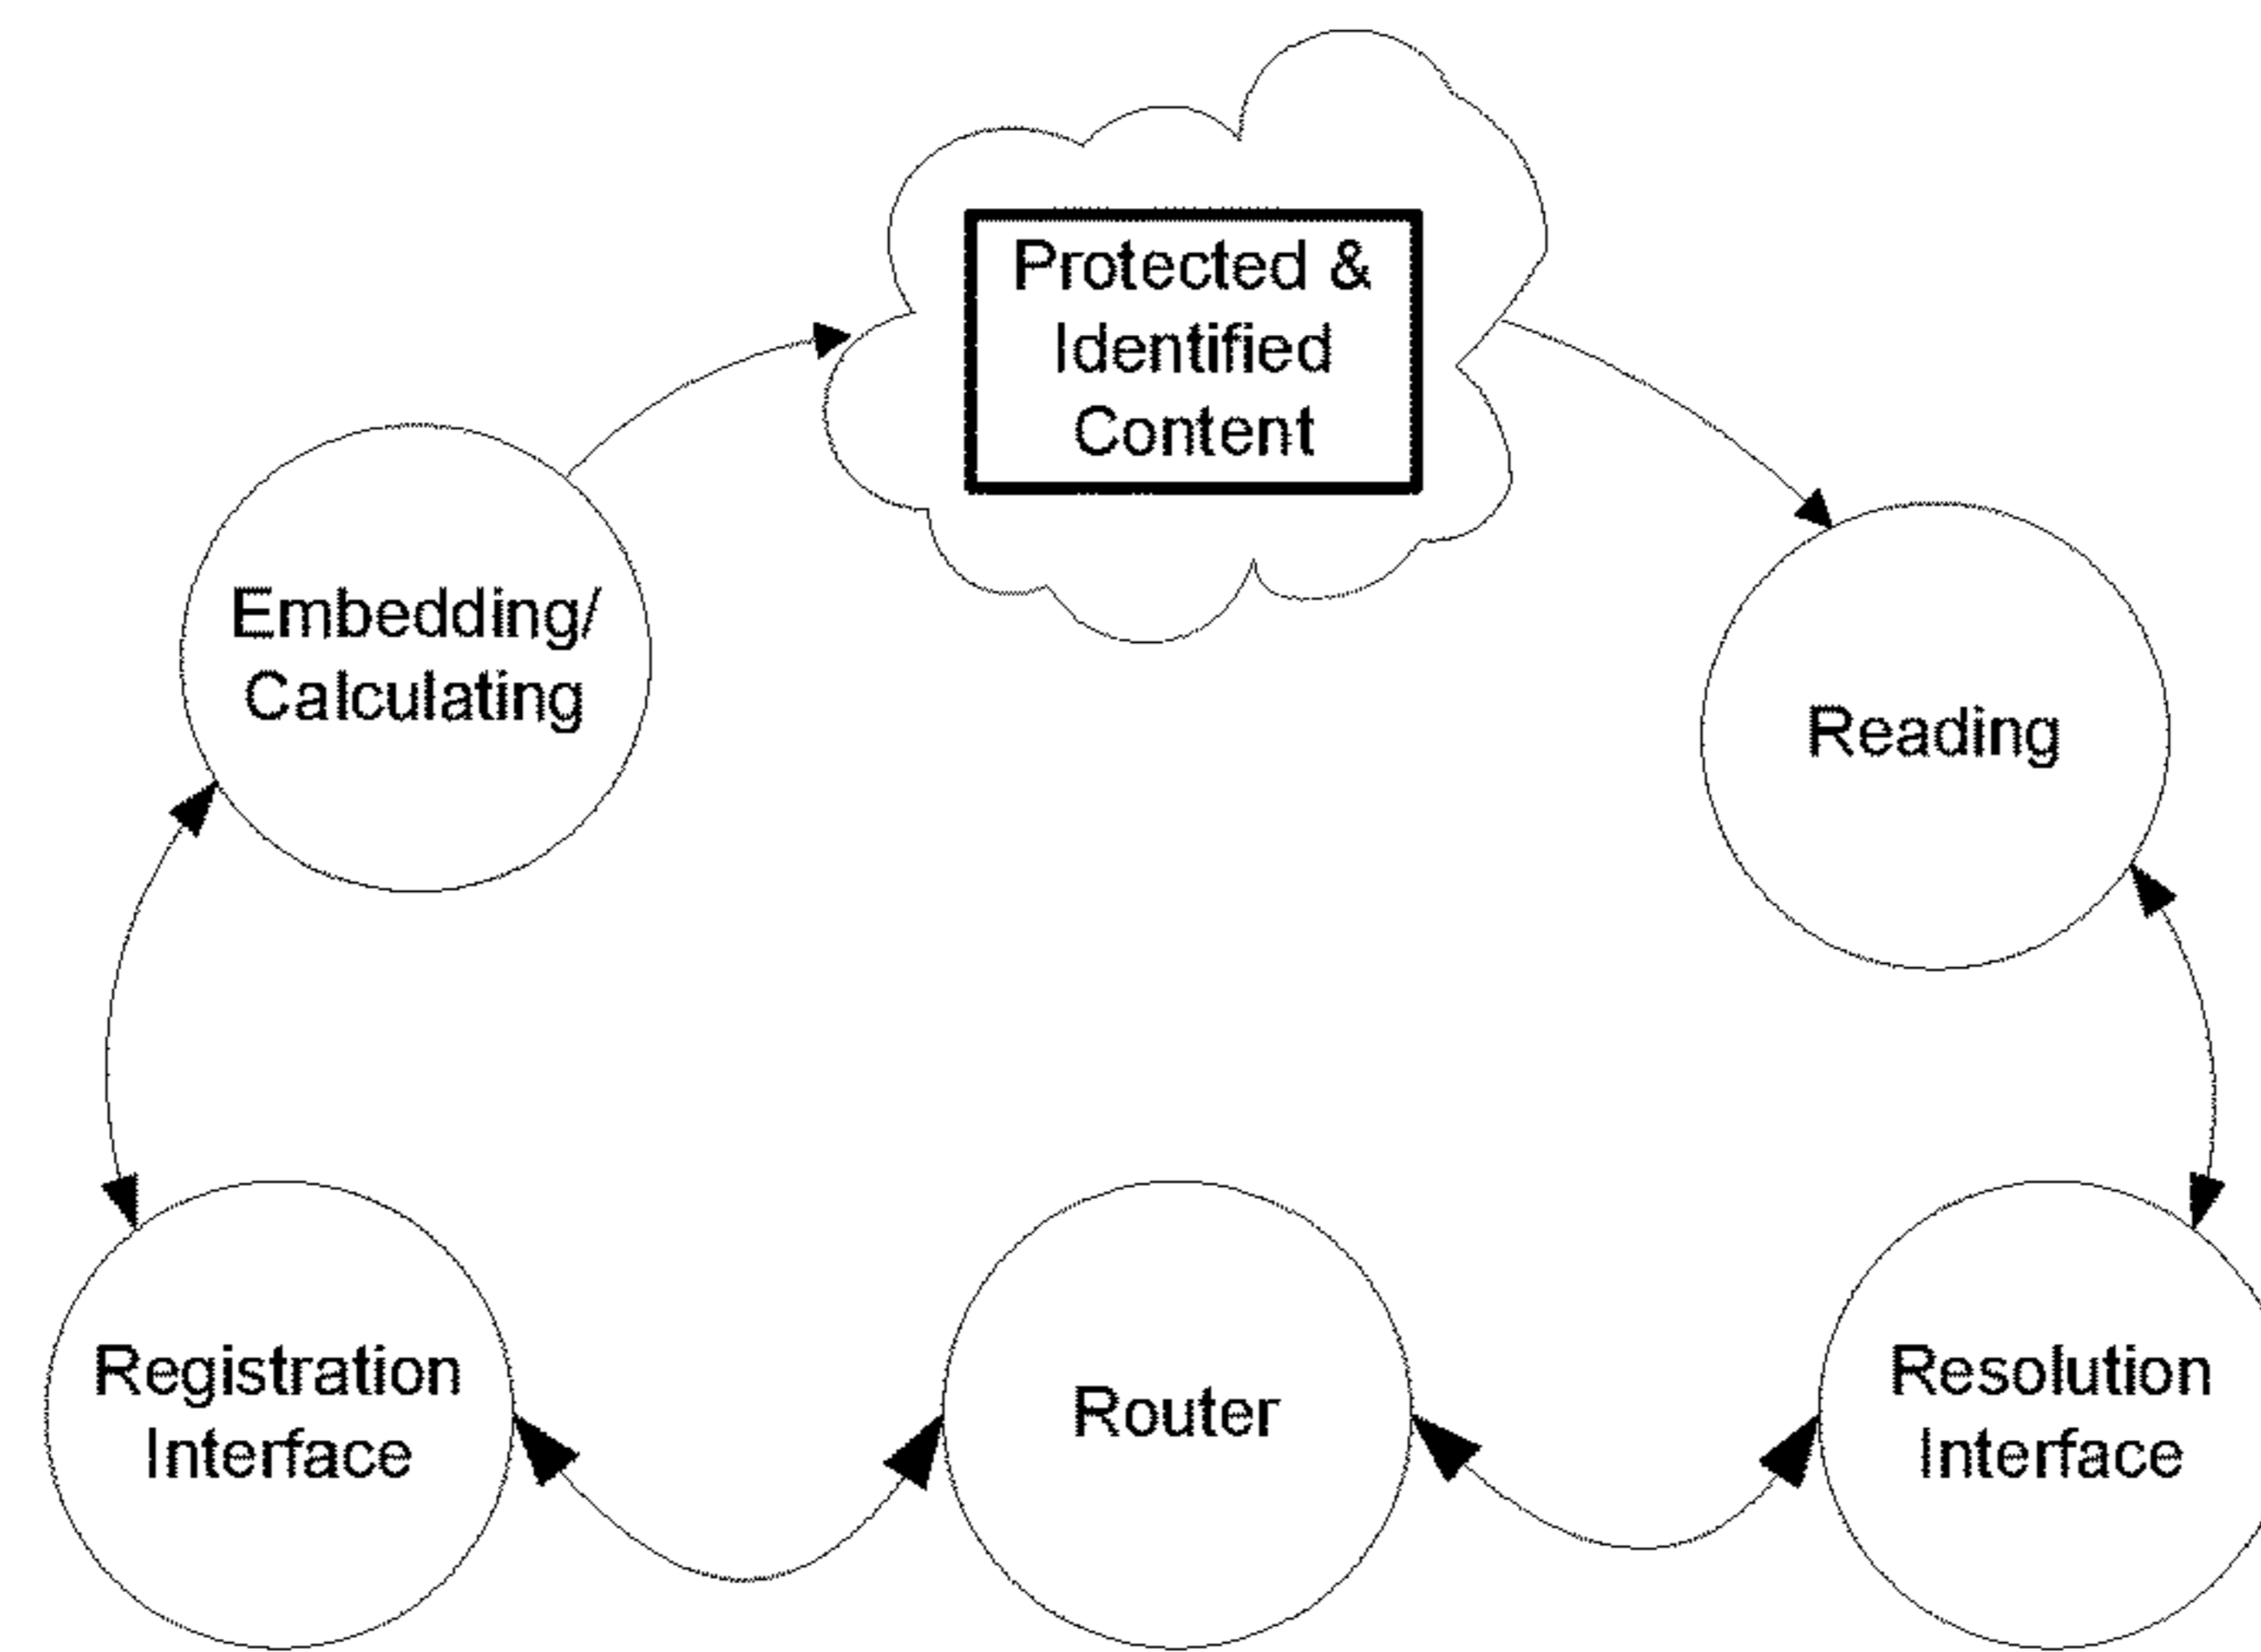 Protected &
Identified
Content
Embedding/
Calculating
Reading
Registration
Interface
Router
Resolution
Interface